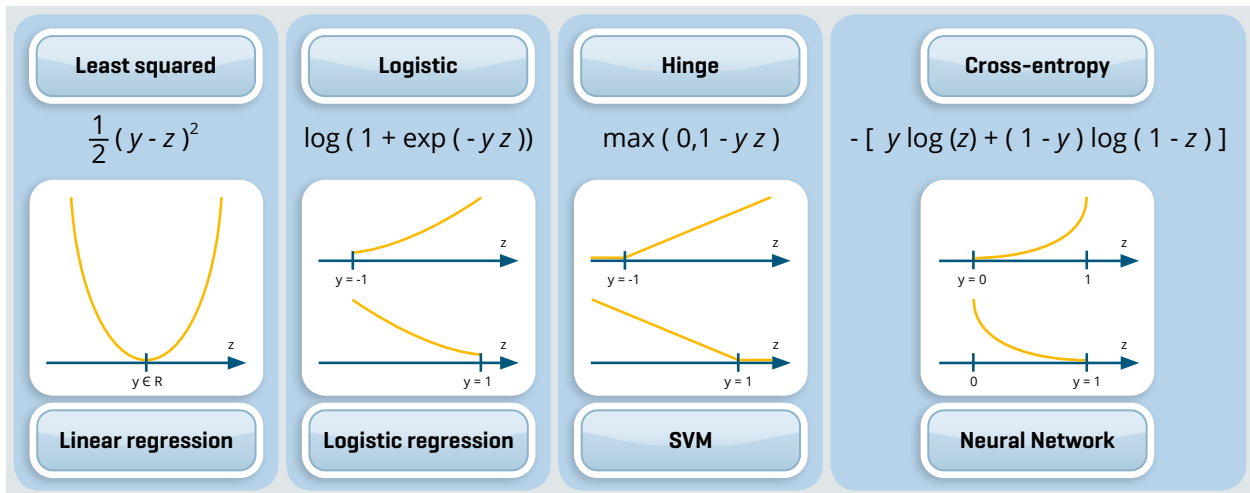 Least squared
1/2 ( y - z )²
z
y Є R
Linear regression
Logistic
log ( 1 + exp ( - y z ))
z
y = -1
z
y = 1
Logistic regression
Hinge
max ( 0,1 - y z )
z
y = -1
z
y = 1
SVM
Cross-entropy
- [ y log (z) + ( 1 - y ) log ( 1 - z ) ]
z
y = 0 1
z
0 y = 1
Neural Network